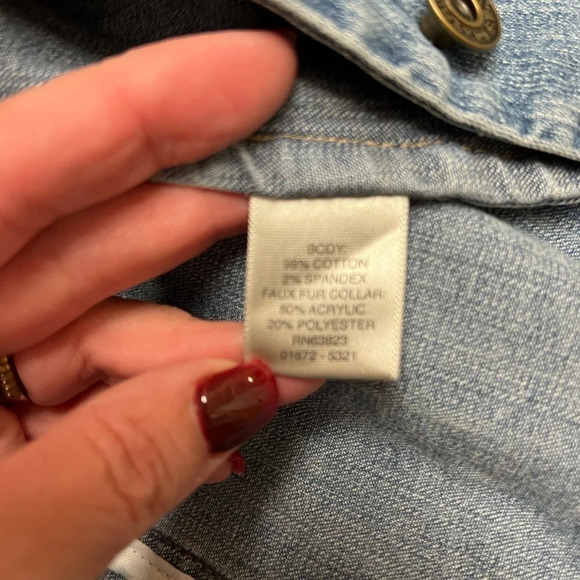 BODY:
98% COTTON
2% SPANDEX
FAUX FUR COLLAR:
80% ACRYLIC
20% POLYESTER
RN63823
01672 - 5321